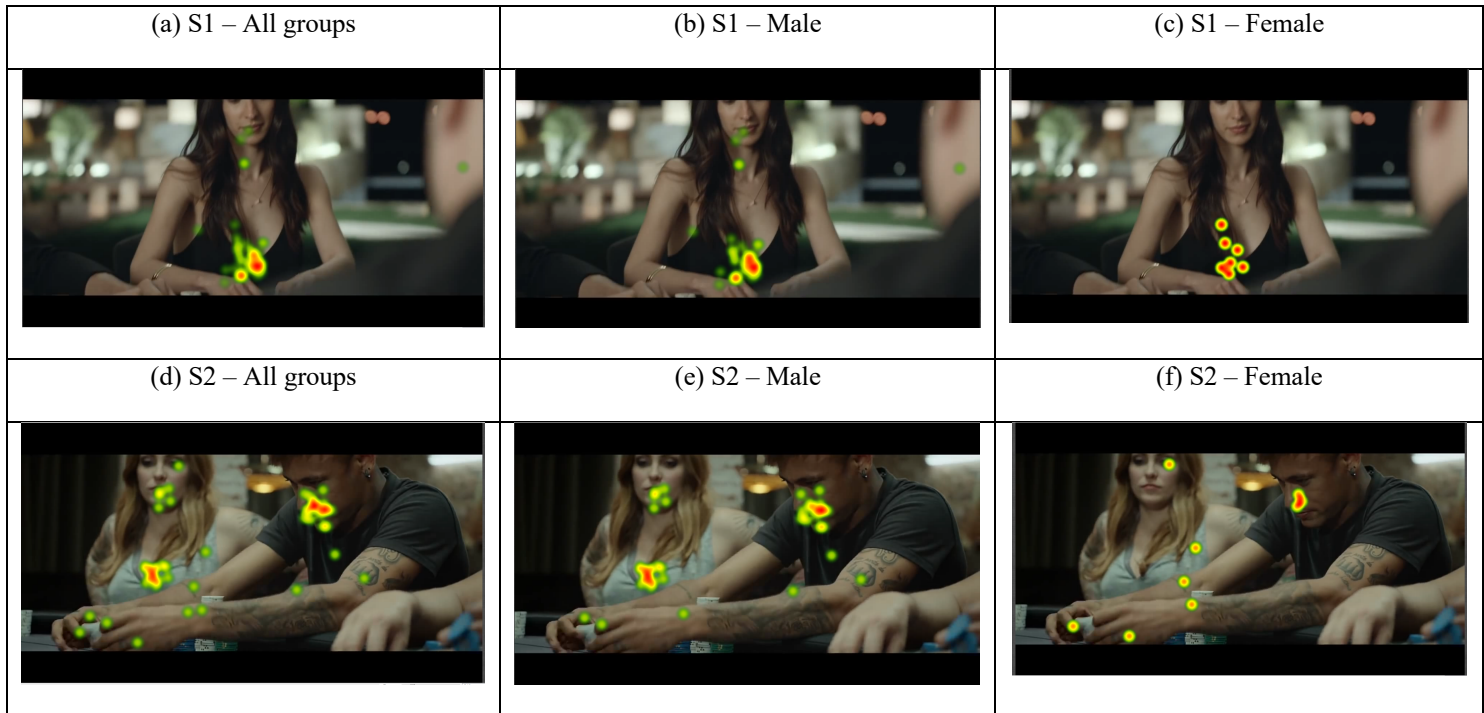 (a) S1 – All groups
(b) S1 – Male
(c) S1 – Female
(d) S2 – All groups
(e) S2 – Male
(f) S2 – Female